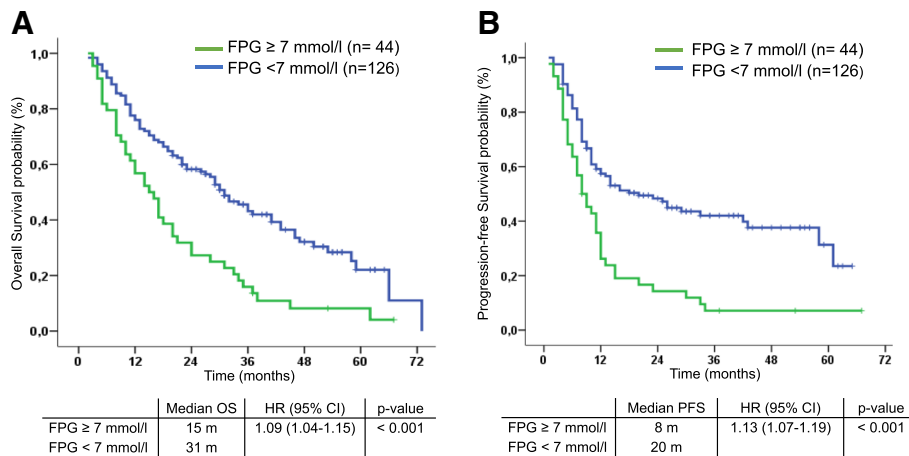 A
FPG ≥ 7 mmol/l (n= 44)
FPG <7 mmol/l (n=126)
Overall Survival probability (%)
1,0
0,8
0,6
0,4
0,2
0,0
0 12 24 36 48 60 72
Time (months)
Median OS HR (95% CI) p-value
FPG ≥ 7 mmol/l 15 m 1.09 (1.04-1.15) < 0.001
FPG < 7 mmol/l 31 m
B
FPG ≥ 7 mmol/l (n= 44)
FPG <7 mmol/l (n=126)
Progression-free Survival probability (%)
1,0
0,8
0,6
0,4
0,2
0,0
0 12 24 36 48 60 72
Time (months)
Median PFS HR (95% CI) p-value
FPG ≥ 7 mmol/l 8 m 1.13 (1.07-1.19) < 0.001
FPG < 7 mmol/l 20 m